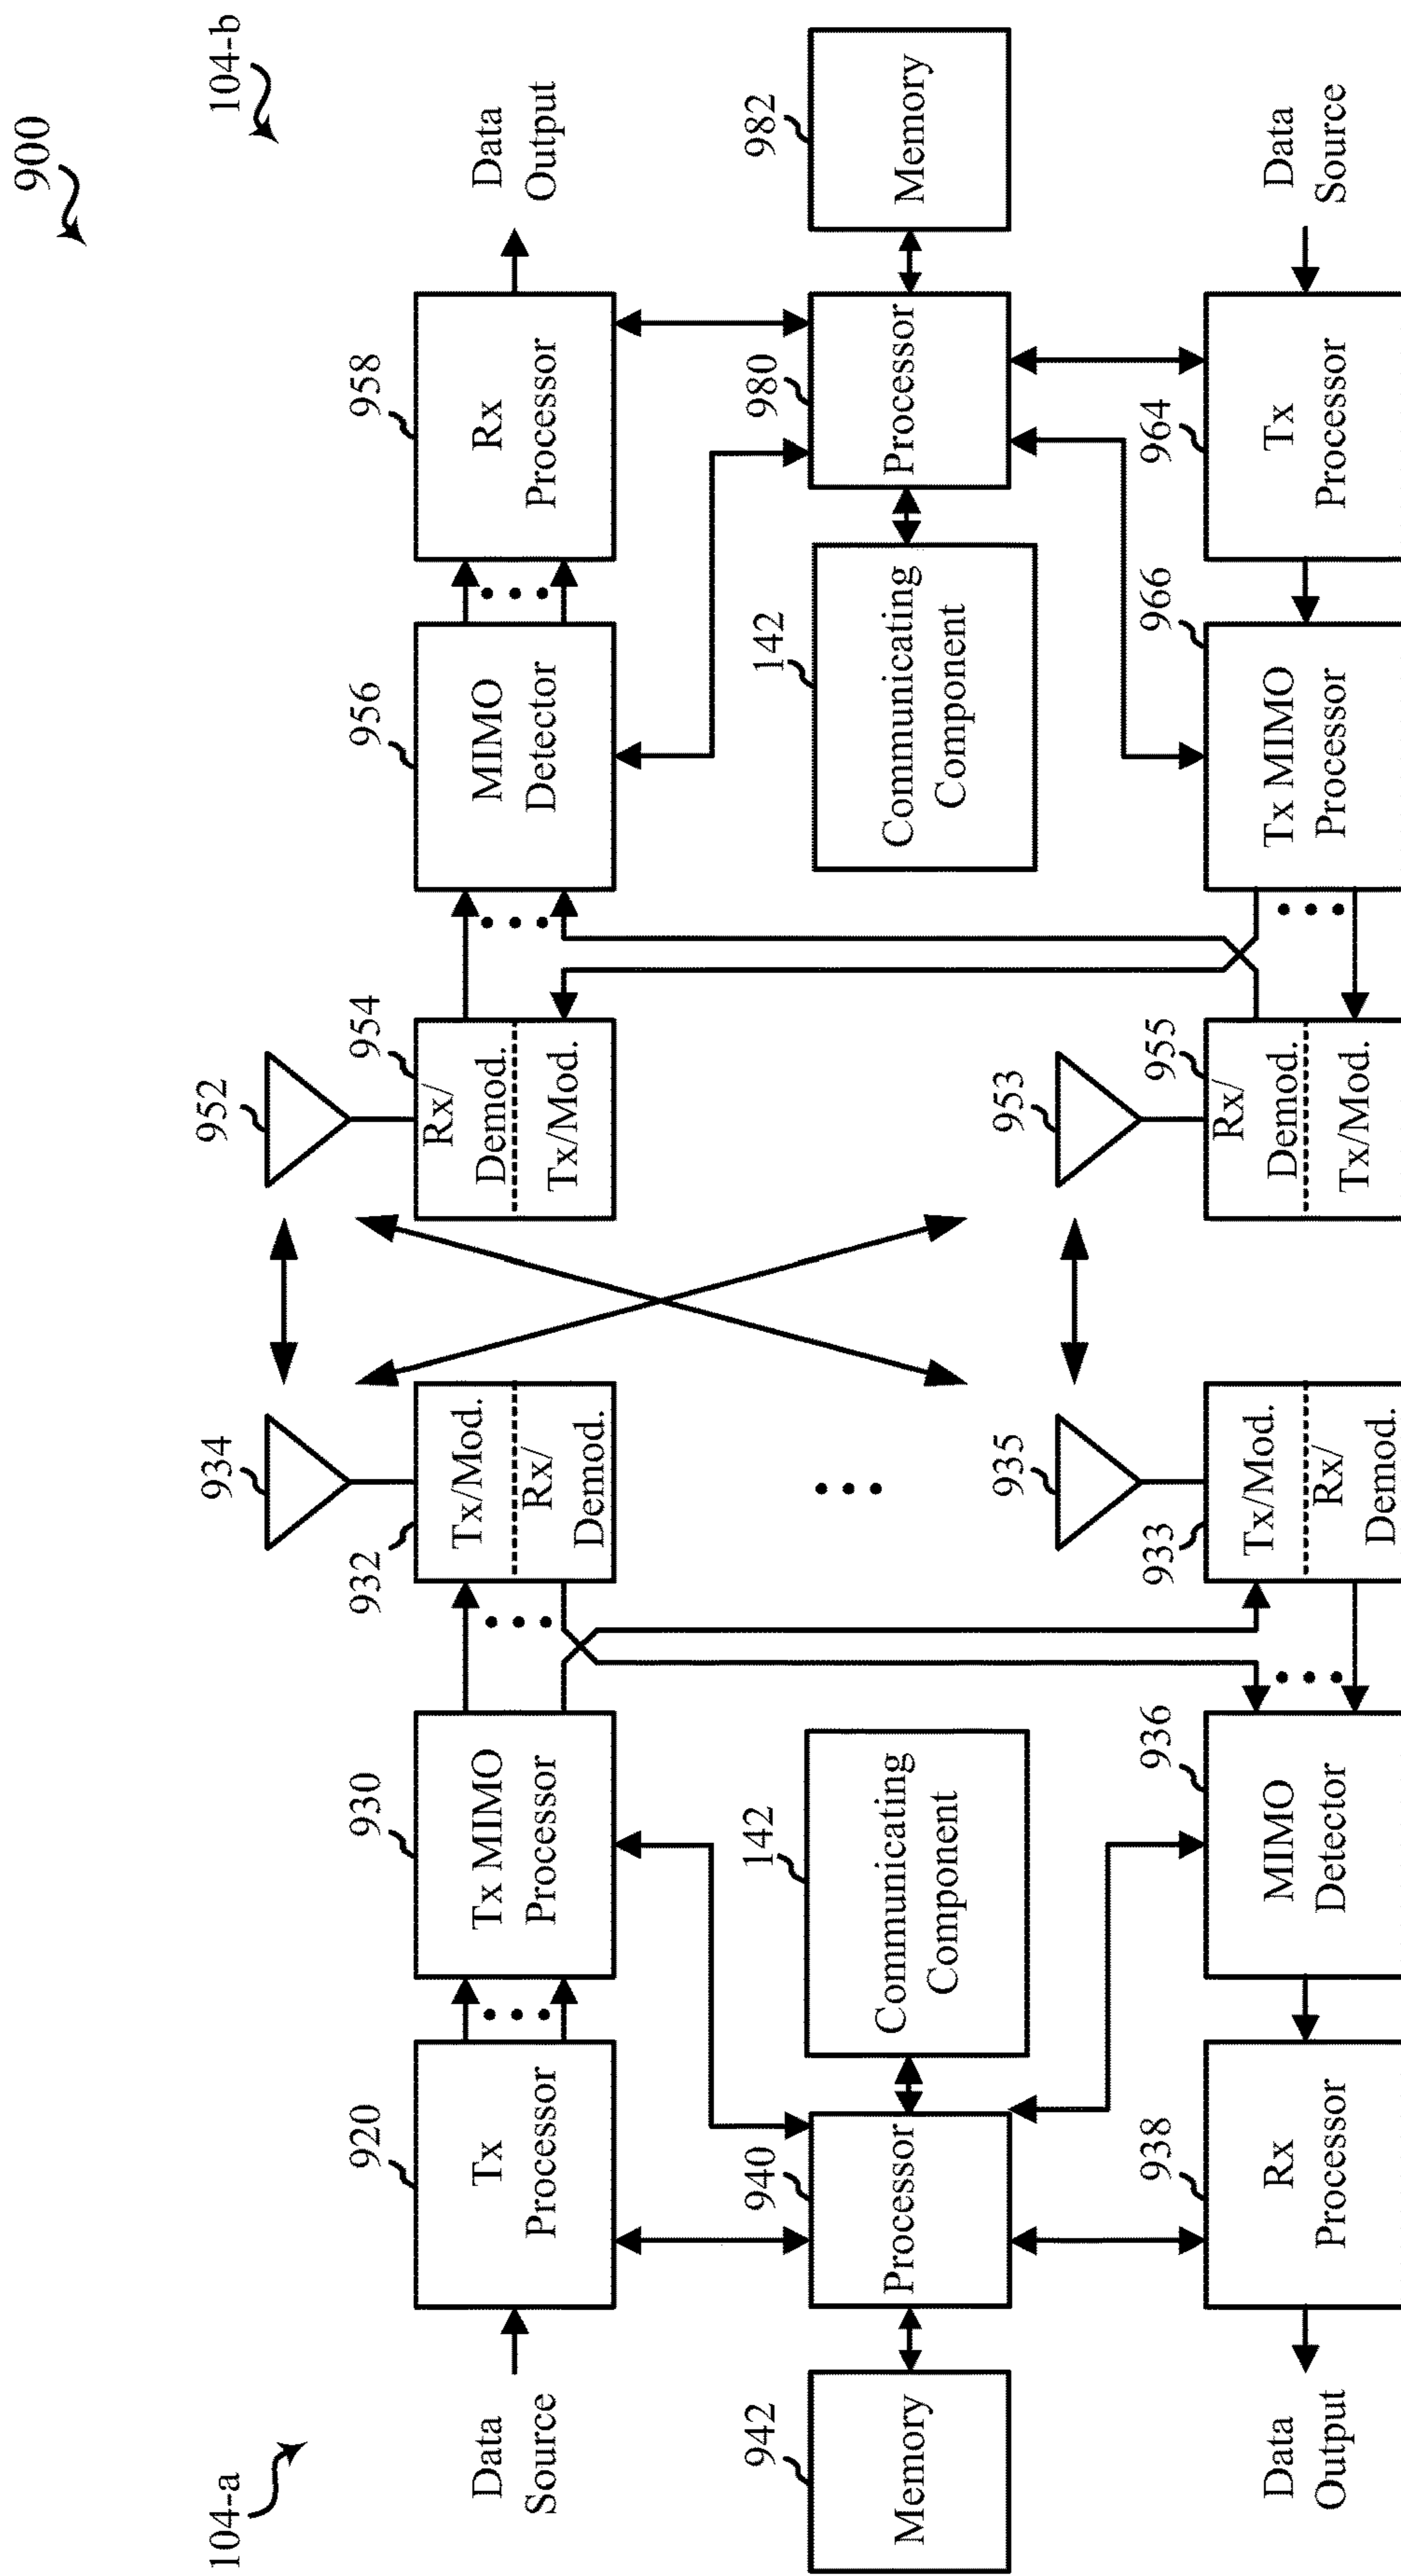 900
104-a
104-b
934
952
920
930
932
954
956
958
Data
Source
Tx
Processor
Tx MIMO
Processor
Tx/Mod.
Rx/
Demod.
Rx/
Demod.
Tx/Mod.
MIMO
Detector
Rx
Processor
Data
Output
942
940
142
142
980
982
Memory
Processor
Communicating
Component
Communicating
Component
Processor
Memory
935
953
938
936
933
955
966
964
Data
Output
Rx
Processor
MIMO
Detector
Tx/Mod.
Rx/
Demod.
Rx/
Demod.
Tx/Mod.
Tx MIMO
Processor
Tx
Processor
Data
Source